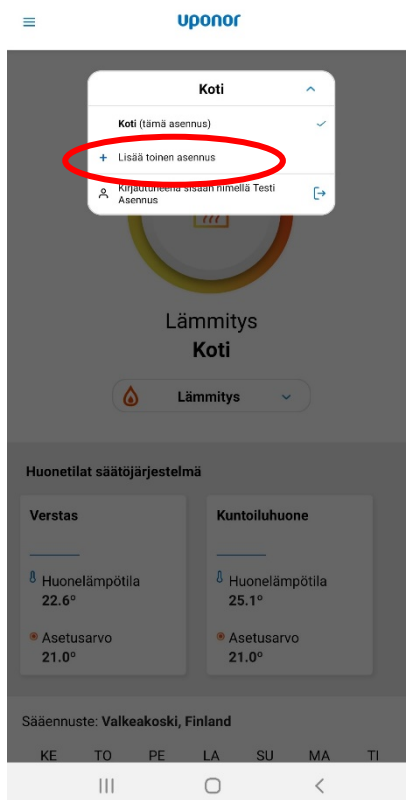 uponor
Koti
Koti (tämä asennus)
+ Lisää toinen asennus
Kirjautuneena sisään nimellä Testi
Asennus
Lämmitys
Koti
Lämmitys
Huonetilat säätöjärjestelmä
Verstas
Huonelämpötila
22.6°
Asetusarvo
21.0°
Kuntoiluhuone
Huonelämpötila
25.1°
Asetusarvo
21.0°
Sääennuste: Valkeakoski, Finland
KE TO PE LA SU MA TI